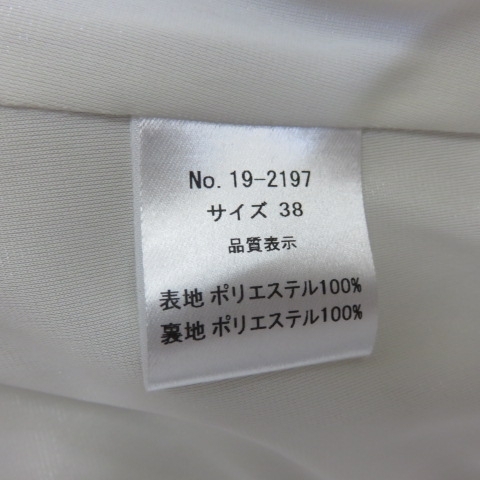 No. 19-2197
サイズ 38
品質表示
表地 ポリエステル100%
裏地 ポリエステル100%